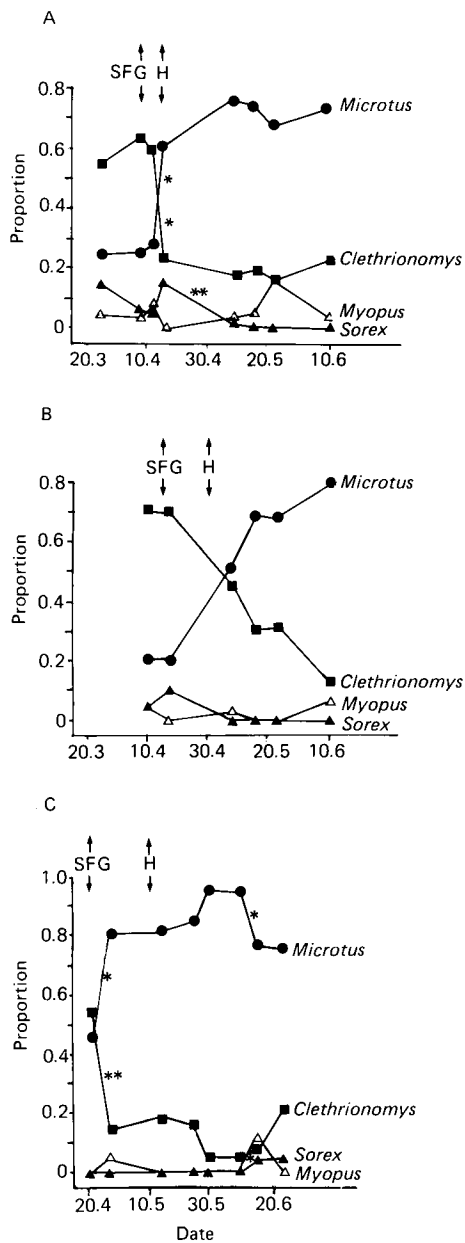 A
SFG H
0.8
0.6
0.4
0.2
0
Proportion
Microtus
Clethrionomys
Myopus
Sorex
*
*
**
20.3 10.4 30.4 20.5 10.6
B
SFG H
0.8
0.6
0.4
0.2
0
Proportion
Microtus
Clethrionomys
Myopus
Sorex
20.3 10.4 30.4 20.5 10.6
C
SFG H
1.0
0.8
0.6
0.4
0.2
0
Proportion
*
Microtus
*
**
Clethrionomys
*
Sorex
Myopus
20.4 10.5 30.5 20.6
Date